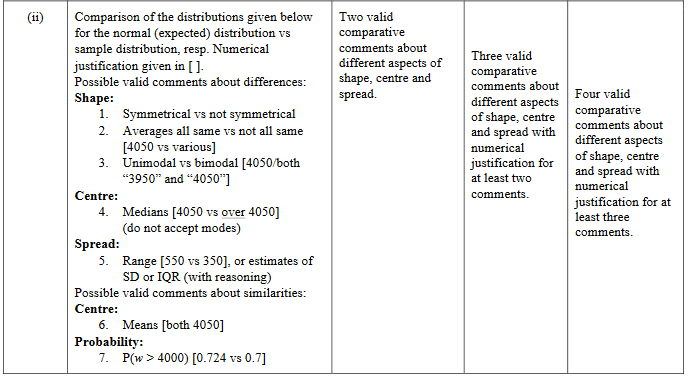 (ii)
Comparison of the distributions given below
for the normal (expected) distribution vs
sample distribution, resp. Numerical
justification given in [ ].
Possible valid comments about differences:
Shape:
1. Symmetrical vs not symmetrical
2. Averages all same vs not all same
[4050 vs various]
3. Unimodal vs bimodal [4050/both
“3950” and “4050”]
Centre:
4. Medians [4050 vs over 4050]
(do not accept modes)
Spread:
5. Range [550 vs 350], or estimates of
SD or IQR (with reasoning)
Possible valid comments about similarities:
Centre:
6. Means [both 4050]
Probability:
7. P(w > 4000) [0.724 vs 0.7]
Two valid
comparative
comments about
different aspects of
shape, centre and
spread.
Three valid
comparative
comments about
different aspects
of shape, centre
and spread with
numerical
justification for
at least two
comments.
Four valid
comparative
comments about
different aspects
of shape, centre
and spread with
numerical
justification for at
least three
comments.